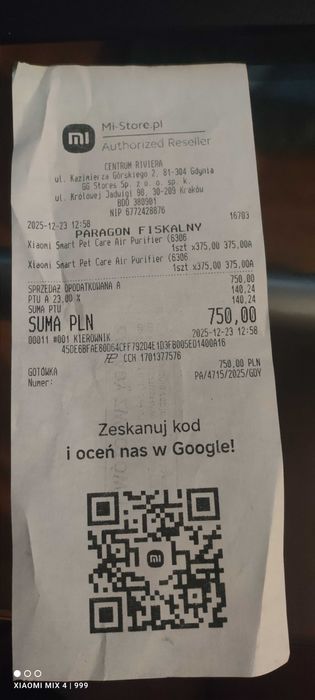 mi
Mi-Store.pl
Authorized Reseller
CENTRUM RIVIERA
ul. Kazimierza Górskiego 2, 81-304 Gdynia
GG Stores Sp. z o. o. sp. k.
ul. Królowej Jadwigi 98, 30-209 Kraków
BDO 380901
NIP 6772428876
2025-12-23 12:58 16703
PARAGON FISKALNY
Xiaomi Smart Pet Care Air Purifier (6306
1szt x375,00 375,00A
Xiaomi Smart Pet Care Air Purifier (6306
1szt x375,00 375,00A
SPRZEDAŻ OPODATKOWANA A 750,00
PTU A 23,00 % 140,24
SUMA PTU 140,24
SUMA PLN 750,00
00011 #001 KIEROWNIK 2025-12-23 12:58
45DE6BFAE80D64CFF792D4E1D3FB005ED1400A16
CCH 1701377576
GOTÓWKA 750,00 PLN
Numer: PA/4715/2025/GDY
Zeskanuj kod
i oceń nas w Google!
mi
XIAOMI MIX 4 | 999